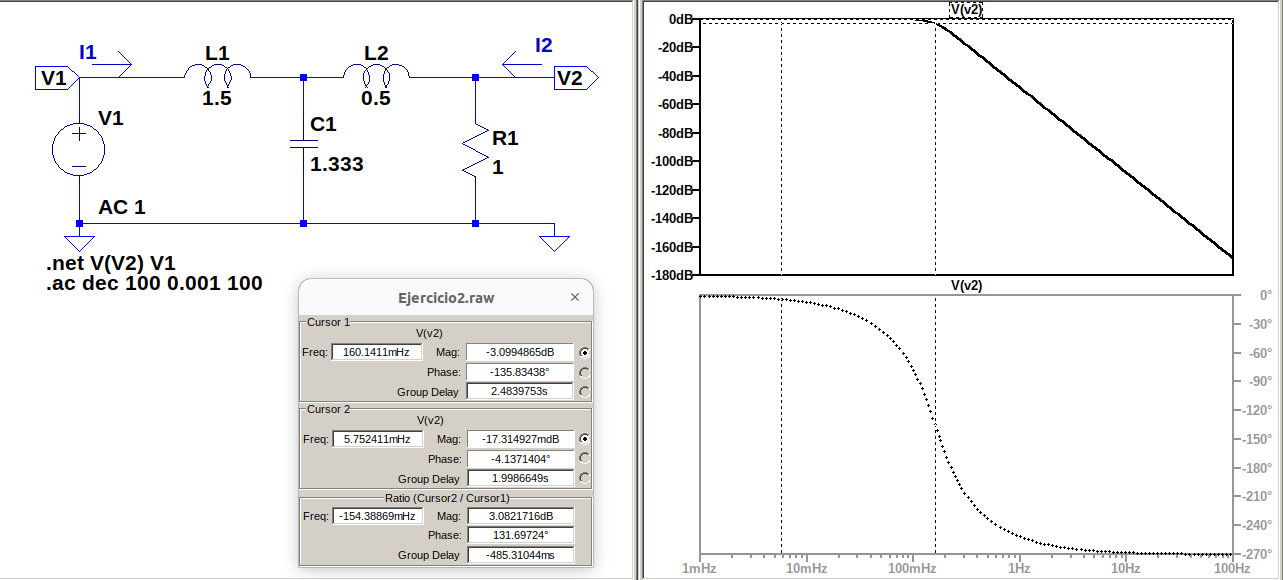 I1
I2
L1
L2
V1
V2
1.5
0.5
V1
C1
1.333
R1
1
AC 1
.net V(V2) V1
.ac dec 100 0.001 100
Ejercicio2.raw
×
Cursor 1
V(v2)
Freq: 160.1411mHz Mag: -3.0994865dB
Phase: -135.83438°
Group Delay 2.4839753s
Cursor 2
V(v2)
Freq: 5.752411mHz Mag: -17.314927mdB
Phase: -4.1371404°
Group Delay 1.9986649s
Ratio (Cursor2 / Cursor1)
Freq: -154.38869mHz Mag: 3.0821716dB
Phase: 131.69724°
Group Delay -485.31044ms
V(v2)
0dB
-20dB
-40dB
-60dB
-80dB
-100dB
-120dB
-140dB
-160dB
-180dB
V(v2)
0°
-30°
-60°
-90°
-120°
-150°
-180°
-210°
-240°
-270°
1mHz 10mHz 100mHz 1Hz 10Hz 100Hz